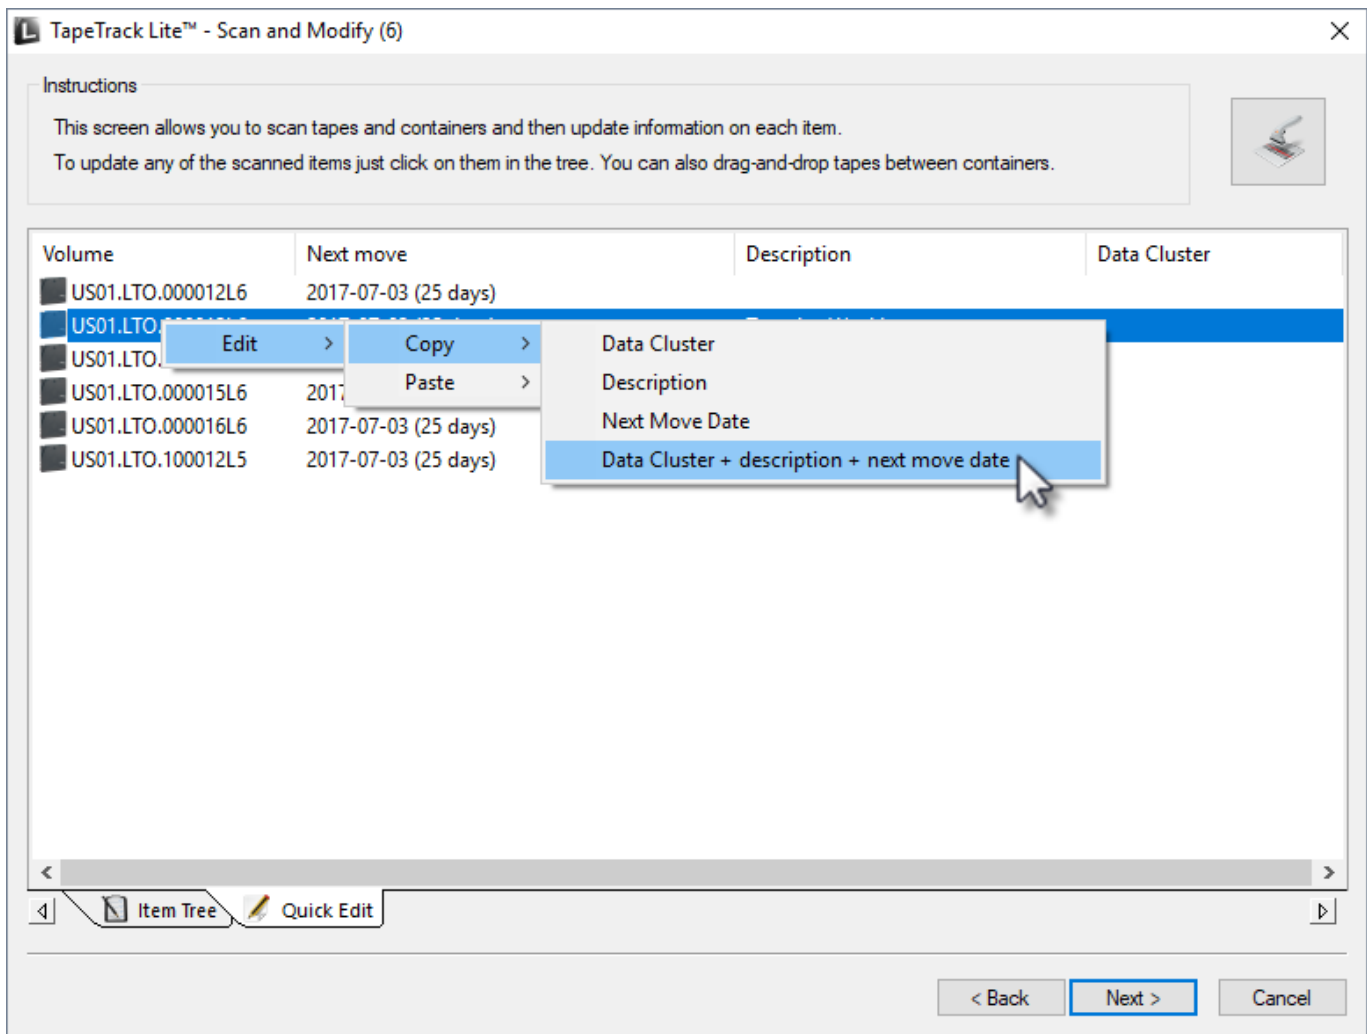 TapeTrack Lite™ - Scan and Modify (6)
Instructions
This screen allows you to scan tapes and containers and then update information on each item.
To update any of the scanned items just click on them in the tree. You can also drag-and-drop tapes between containers.
Volume Next move Description Data Cluster
US01.LTO.000012L6 2017-07-03 (25 days)
US01.LTO.
Edit Copy Data Cluster
US01.LTO.
Paste Description
US01.LTO.000015L6 2017
Next Move Date
US01.LTO.000016L6 2017-07-03 (25 days)
US01.LTO.100012L5 2017-07-03 (25 days)
Data Cluster + description + next move date
Item Tree Quick Edit
< Back Next > Cancel